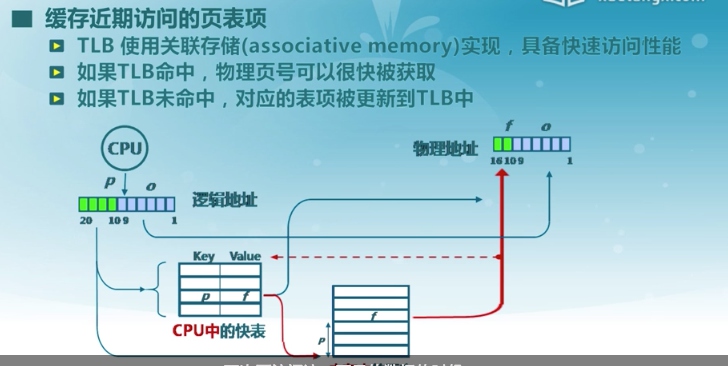 缓存近期访问的页表项
TLB 使用关联存储(associative memory)实现，具备快速访问性能
如果TLB命中，物理页号可以很快被获取
如果TLB未命中，对应的表项被更新到TLB中
CPU
p o
逻辑地址
20 10 9 1
f o
物理地址
16 10 9 1
Key Value
p f
CPU中的快表
f
p